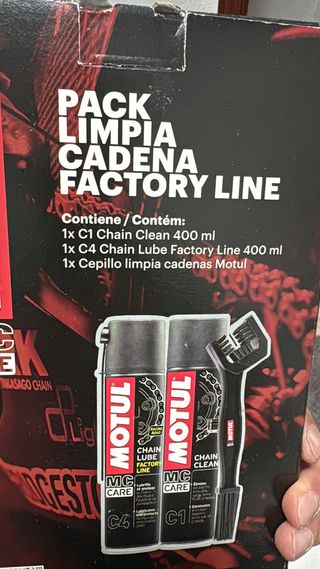 PACK
LIMPIA
CADENA
FACTORY LINE
Contiene / Contém:
1x C1 Chain Clean 400 ml
1x C4 Chain Lube Factory Line 400 ml
1x Cepillo limpia cadenas Motul
MOTUL
CHAIN
LUBE
FACTORY
LINE
MC
CARE
C4
MOTUL
CHAIN
CLEAN
MC
CARE
C1
MOTUL